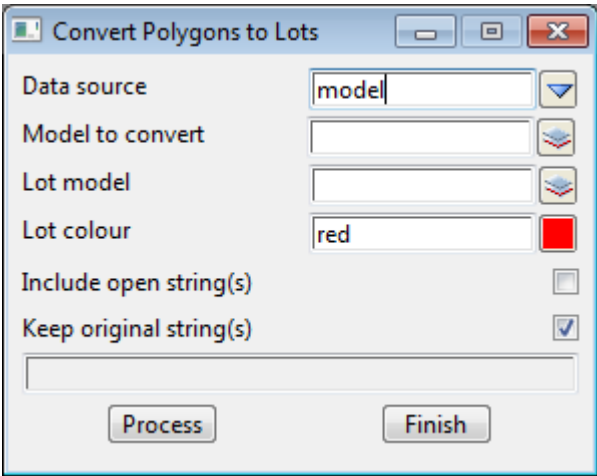 Convert Polygons to Lots
Data source model
Model to convert
Lot model
Lot colour red
Include open string(s)
Keep original string(s)
Process Finish